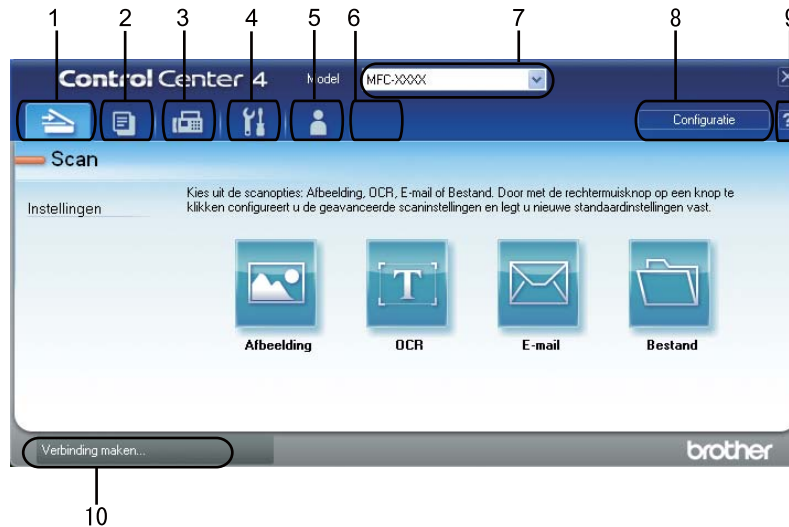 1 2 3 4 5 6 7 8 9
Control Center 4 Model MFC-XXXX
Configuratie ?
Scan
Instellingen
Kies uit de scanopties: Afbeelding, OCR, E-mail of Bestand. Door met de rechtermuisknop op een knop te
klikken configureert u de geavanceerde scaninstellingen en legt u nieuwe standaardinstellingen vast.
T
Afbeelding OCR E-mail Bestand
Verbinding maken... brother
10